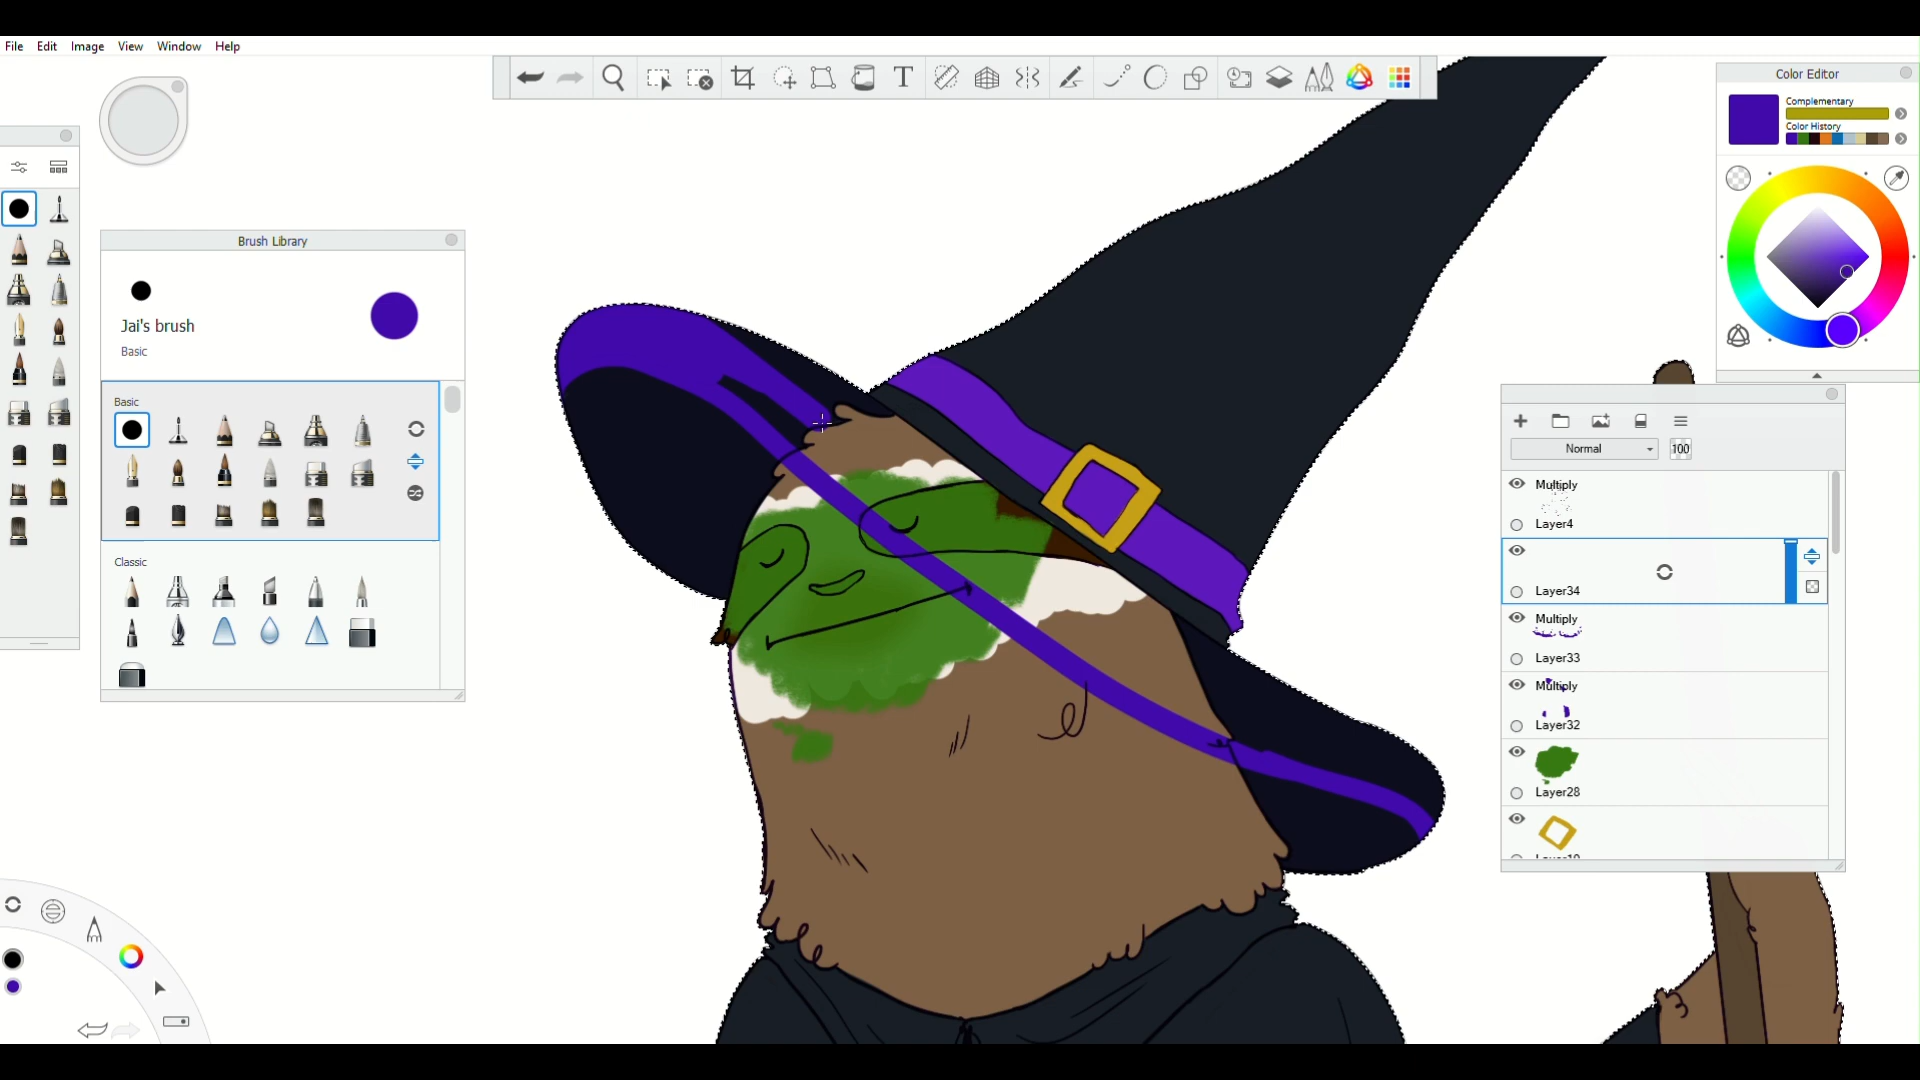 File Edit Image View Window Help
Color Editor
Complementary
Color History
Brush Library
Jai's brush
Basic
Basic
Classic
Normal 100
Multiply
Layer4
Layer34
Multiply
Layer33
Multiply
Layer32
Layer28